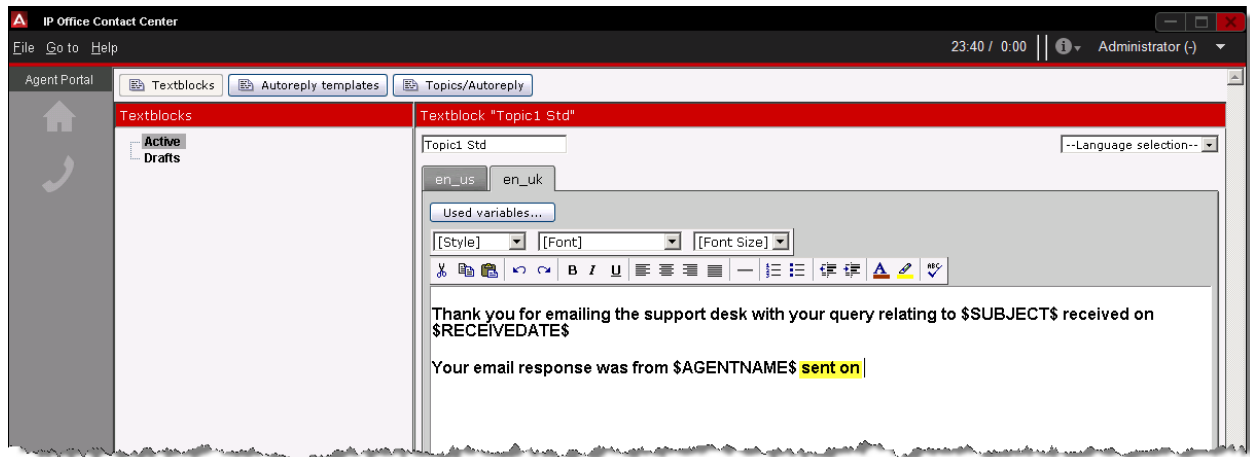 IP Office Contact Center
File Go to Help 23:40 / 0:00 Administrator (-)
Agent Portal
Textblocks Autoreply templates Topics/Autoreply
Textblocks
Active
Drafts
Textblock "Topic1 Std"
Topic1 Std --Language selection--
en_us en_uk
Used variables...
[Style] [Font] [Font Size]
B I U A ABC
Thank you for emailing the support desk with your query relating to $SUBJECT$ received on
$RECEIVEDATE$
Your email response was from $AGENTNAME$ sent on